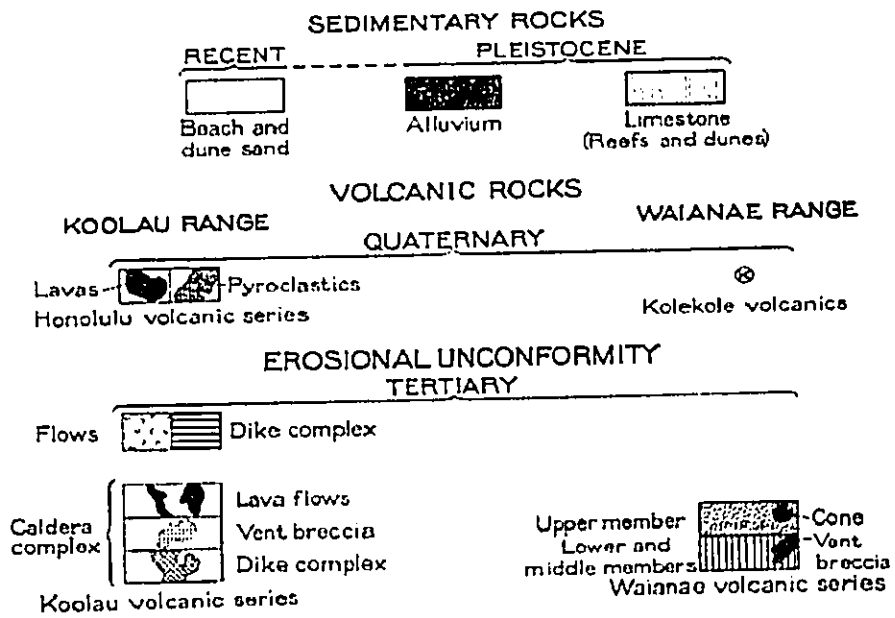 SEDIMENTARY ROCKS
RECENT PLEISTOCENE
Beach and
dune sand
Alluvium
Limestone
(Reefs and dunes)
VOLCANIC ROCKS
KOOLAU RANGE WAIANAE RANGE
QUATERNARY
Lavas Pyroclastics
Honolulu volcanic series
K
Kolekole volcanics
EROSIONAL UNCONFORMITY
TERTIARY
Flows Dike complex
Caldera
complex
Lava flows
Vent breccia
Dike complex
Koolau volcanic series
Upper member
Lower and
middle members
Cone
Vent
breccia
Waianae volcanic series